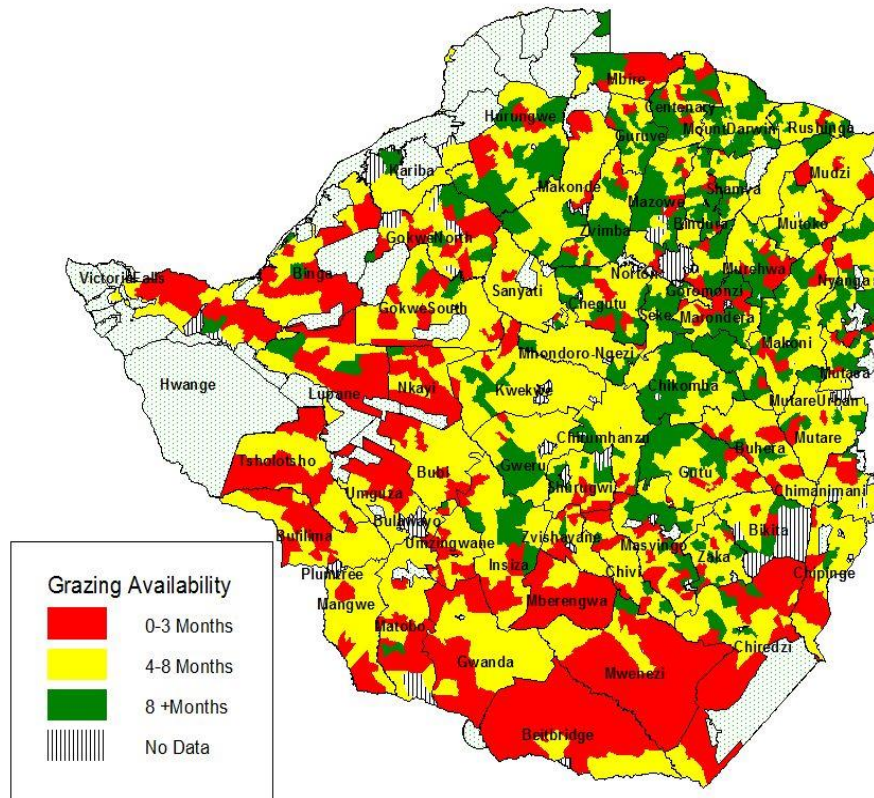 Mbire
Centenary
Hurungwe
Guruve
MountDarwin
Rushinga
Kariba
Mudzi
Makonde
Shamva
Mazowe
Mutoko
Zvimba
Bindura
GokweNorth
VictoriaFalls
Binga
Norton
Murehwa
Nyanga
Sanyati
Goromonzi
GokweSouth
Chegutu
Seke
Marondera
Makoni
Mhondoro-Ngezi
Hwange
Lupane
Nkayi
Kwekwe
Chikomba
Mutasa
MutareUrban
Chirumhanzu
Mutare
Tsholotsho
Bubi
Gweru
Buhera
Umguza
Shurugwi
Gutu
Chimanimani
Bulawayo
Bikita
Bulilima
Umzingwane
Zvishavane
Masvingo
Zaka
Insiza
Chivi
Chipinge
Plumtree
Mangwe
Mberengwa
Matobo
Chiredzi
Gwanda
Mwenezi
Beitbridge
Grazing Availability
0-3 Months
4-8 Months
8 +Months
No Data